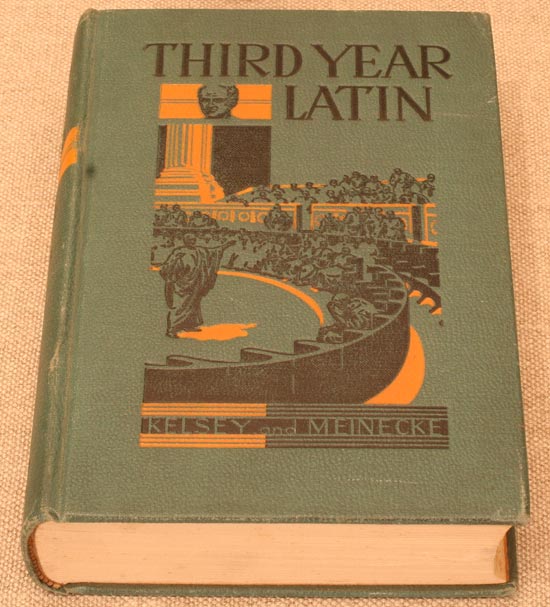 THIRD YEAR
LATIN
KELSEY and MEINECKE